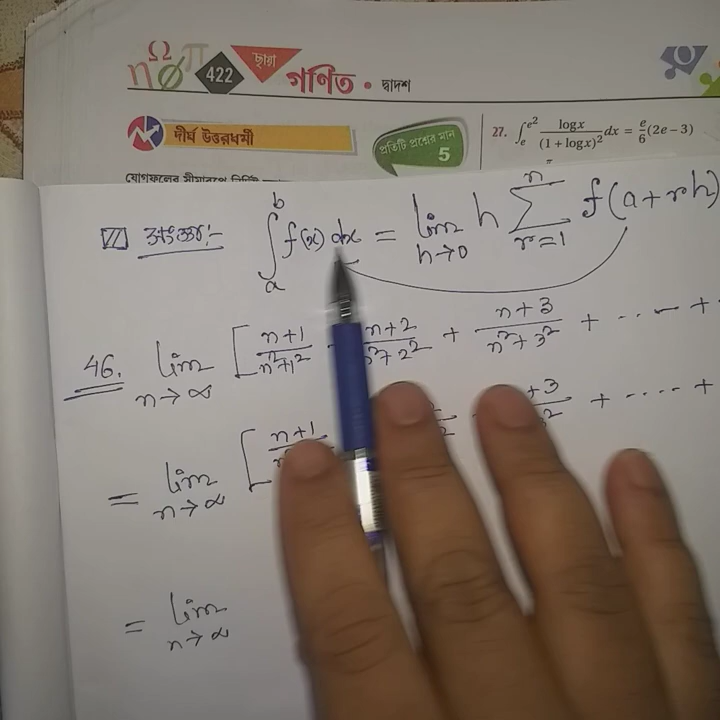 nΩ∅π 422 ছায়া গণিত • দ্বাদশ
দীর্ঘ উত্তরধর্মী
প্রতিটি প্রশ্নের মান 5
27. ∫_e^{e^2} logx/(1 + logx)^2 dx = e/6(2e − 3)
∫_a^b f(x) dx = lim_{h→0} h Σ_{r=1}^{n} f(a+rh)
46. lim_{n→∞} [ n+1/n²+1² + n+2/n²+2² + n+3/n²+3² + ..... +
= lim_{n→∞} [ n+1 +3 + ..... +
= lim_{n→∞}